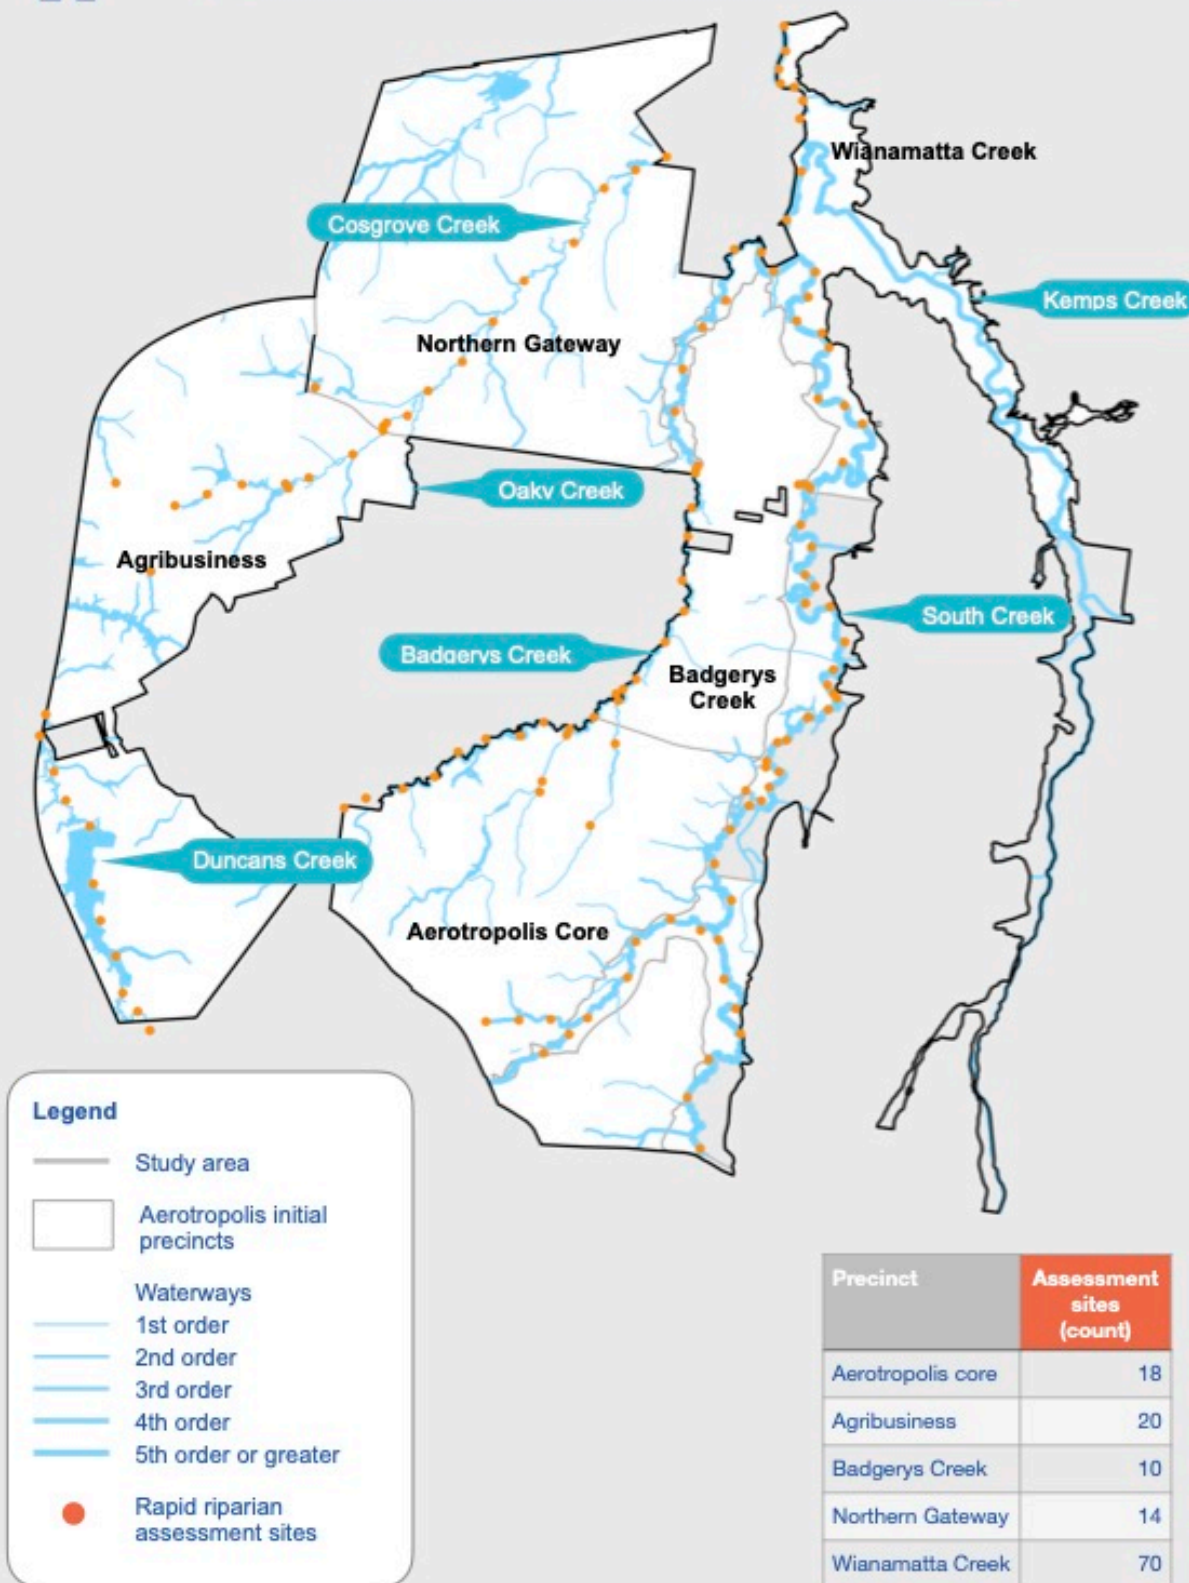 Wianamatta Creek
Cosgrove Creek
Kemps Creek
Northern Gateway
Oaky Creek
Agribusiness
South Creek
Badgerys Creek
Badgerys
Creek
Duncans Creek
Aerotropolis Core
Legend
Study area
Aerotropolis initial
precincts
Waterways
1st order
2nd order
3rd order
4th order
5th order or greater
Rapid riparian
assessment sites
Precinct
Assessment
sites
(count)
Aerotropolis core 18
Agribusiness 20
Badgerys Creek 10
Northern Gateway 14
Wianamatta Creek 70